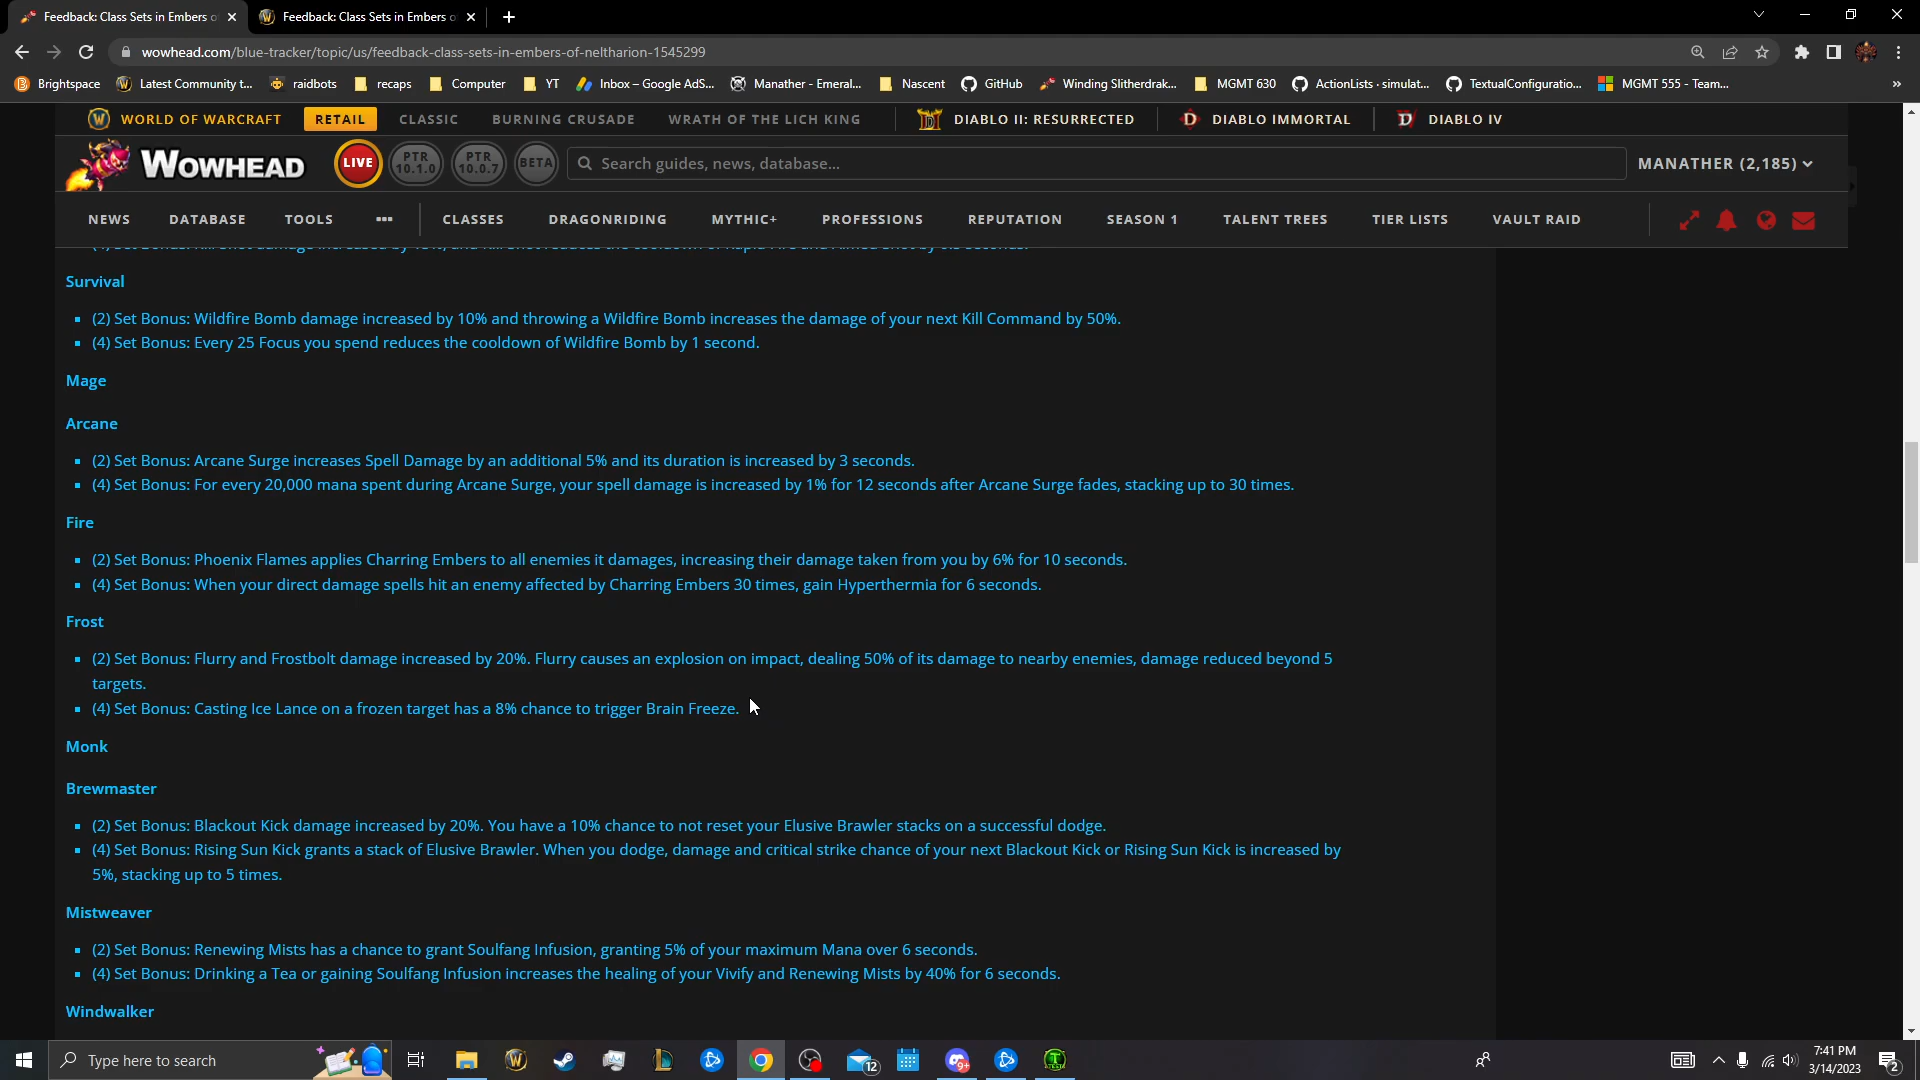 Feedback: Class Sets in Embers o
Feedback: Class Sets in Embers o
wowhead.com/blue-tracker/topic/us/feedback-class-sets-in-embers-of-neltharion-1545299
Brightspace
Latest Community t...
raidbots
recaps
Computer
YT
Inbox – Google AdS...
Manather - Emeral...
Nascent
GitHub
Winding Slitherdrak...
MGMT 630
ActionLists · simulat...
TextualConfiguratio...
MGMT 555 - Team...
WORLD OF WARCRAFT
RETAIL
CLASSIC
BURNING CRUSADE
WRATH OF THE LICH KING
DIABLO II: RESURRECTED
DIABLO IMMORTAL
DIABLO IV
WOWHEAD
LIVE
PTR 10.1.0
PTR 10.0.7
BETA
Search guides, news, database...
MANATHER (2,185)
NEWS
DATABASE
TOOLS
CLASSES
DRAGONRIDING
MYTHIC+
PROFESSIONS
REPUTATION
SEASON 1
TALENT TREES
TIER LISTS
VAULT RAID
Survival
(2) Set Bonus: Wildfire Bomb damage increased by 10% and throwing a Wildfire Bomb increases the damage of your next Kill Command by 50%.
(4) Set Bonus: Every 25 Focus you spend reduces the cooldown of Wildfire Bomb by 1 second.
Mage
Arcane
(2) Set Bonus: Arcane Surge increases Spell Damage by an additional 5% and its duration is increased by 3 seconds.
(4) Set Bonus: For every 20,000 mana spent during Arcane Surge, your spell damage is increased by 1% for 12 seconds after Arcane Surge fades, stacking up to 30 times.
Fire
(2) Set Bonus: Phoenix Flames applies Charring Embers to all enemies it damages, increasing their damage taken from you by 6% for 10 seconds.
(4) Set Bonus: When your direct damage spells hit an enemy affected by Charring Embers 30 times, gain Hyperthermia for 6 seconds.
Frost
(2) Set Bonus: Flurry and Frostbolt damage increased by 20%. Flurry causes an explosion on impact, dealing 50% of its damage to nearby enemies, damage reduced beyond 5
targets.
(4) Set Bonus: Casting Ice Lance on a frozen target has a 8% chance to trigger Brain Freeze.
Monk
Brewmaster
(2) Set Bonus: Blackout Kick damage increased by 20%. You have a 10% chance to not reset your Elusive Brawler stacks on a successful dodge.
(4) Set Bonus: Rising Sun Kick grants a stack of Elusive Brawler. When you dodge, damage and critical strike chance of your next Blackout Kick or Rising Sun Kick is increased by
5%, stacking up to 5 times.
Mistweaver
(2) Set Bonus: Renewing Mists has a chance to grant Soulfang Infusion, granting 5% of your maximum Mana over 6 seconds.
(4) Set Bonus: Drinking a Tea or gaining Soulfang Infusion increases the healing of your Vivify and Renewing Mists by 40% for 6 seconds.
Windwalker
Type here to search
12
9+
7:41 PM
3/14/2023
2